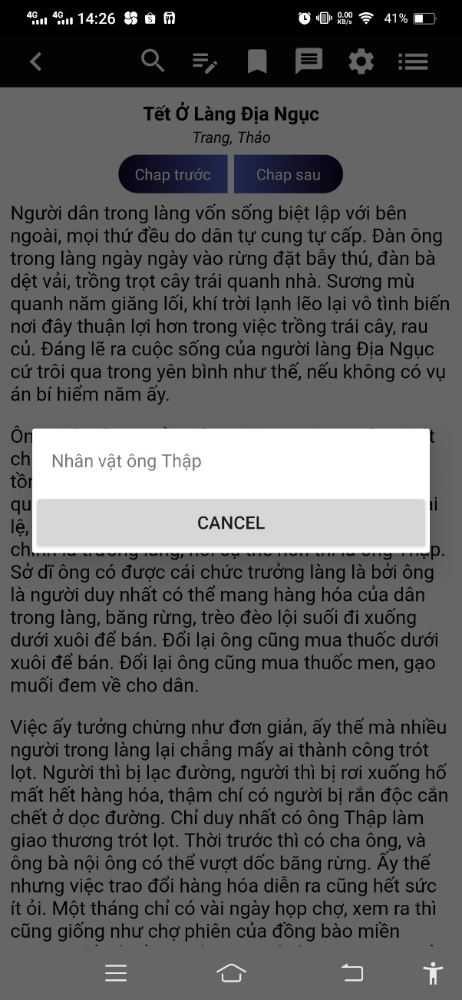 4G 4G 14:26 0.00 KB/s 41%
Tết Ở Làng Địa Ngục
Trang, Thảo
Chap trước Chap sau
Người dân trong làng vốn sống biệt lập với bên
ngoài, mọi thứ đều do dân tự cung tự cấp. Đàn ông
trong làng ngày ngày vào rừng đặt bẫy thú, đàn bà
dệt vải, trồng trọt cây trái quanh nhà. Sương mù
quanh năm giăng lối, khí trời lạnh lẽo lại vô tình biến
nơi đây thuận lợi hơn trong việc trồng trái cây, rau
củ. Đáng lẽ ra cuộc sống của người làng Địa Ngục
cứ trôi qua trong yên bình như thế, nếu không có vụ
án bí hiểm năm ấy.
Nhân vật ông Thập
CANCEL
lệ,
chính là trưởng làng, nói cụ thể hơn thì là ông Thập.
Sở dĩ ông có được cái chức trưởng làng là bởi ông
là người duy nhất có thể mang hàng hóa của dân
trong làng, băng rừng, trèo đèo lội suối đi xuống
dưới xuôi để bán. Đổi lại ông cũng mua thuốc dưới
xuôi để bán. Đổi lại ông cũng mua thuốc men, gạo
muối đem về cho dân.
Việc ấy tưởng chừng như đơn giản, ấy thế mà nhiều
người trong làng lại chẳng mấy ai thành công trót
lọt. Người thì bị lạc đường, người thì bị rơi xuống hố
mất hết hàng hóa, thậm chí có người bị rắn độc cắn
chết ở dọc đường. Chỉ duy nhất có ông Thập làm
giao thương trót lọt. Thời trước thì có cha ông, và
ông bà nội ông có thể vượt dốc băng rừng. Ấy thế
nhưng việc trao đổi hàng hóa diễn ra cũng hết sức
ít ỏi. Một tháng chỉ có vài ngày họp chợ, xem ra thì
cũng giống như chợ phiên của đồng bào miền